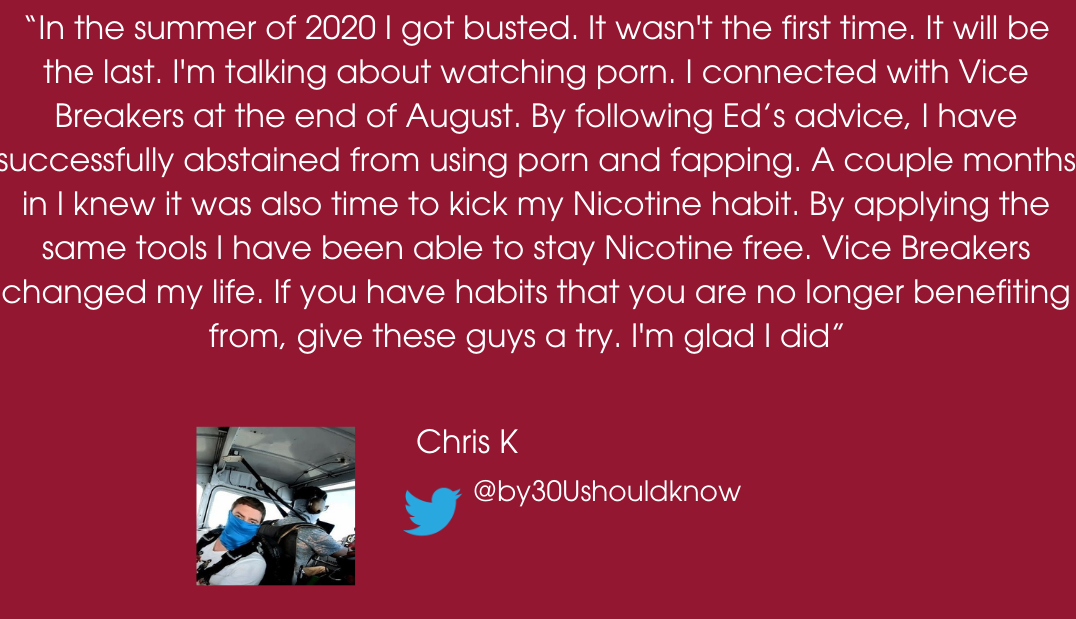 “In the summer of 2020 I got busted. It wasn't the first time. It will be
the last. I'm talking about watching porn. I connected with Vice
Breakers at the end of August. By following Ed’s advice, I have
successfully abstained from using porn and fapping. A couple months
in I knew it was also time to kick my Nicotine habit. By applying the
same tools I have been able to stay Nicotine free. Vice Breakers
changed my life. If you have habits that you are no longer benefiting
from, give these guys a try. I'm glad I did”
Chris K
@by30Ushouldknow